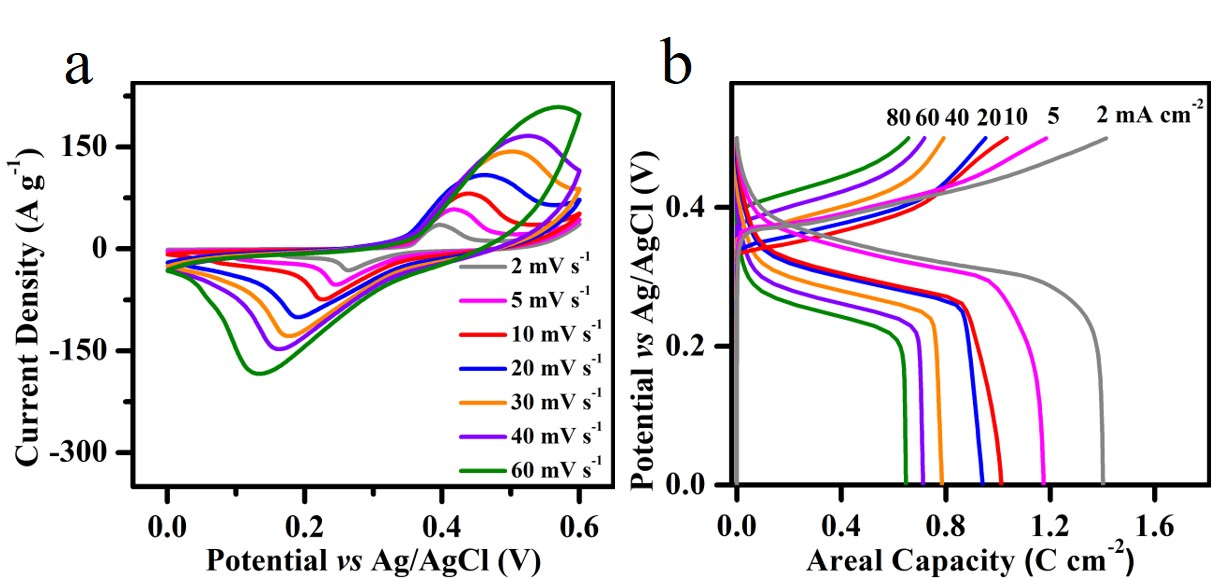 a
Current Density (A g⁻¹)
150
0
-150
-300
2 mV s⁻¹
5 mV s⁻¹
10 mV s⁻¹
20 mV s⁻¹
30 mV s⁻¹
40 mV s⁻¹
60 mV s⁻¹
0.0 0.2 0.4 0.6
Potential vs Ag/AgCl (V)
b
Potential vs Ag/AgCl (V)
80 60 40 20 10 5 2 mA cm⁻²
0.4
0.2
0.0
0.0 0.4 0.8 1.2 1.6
Areal Capacity (C cm⁻²)